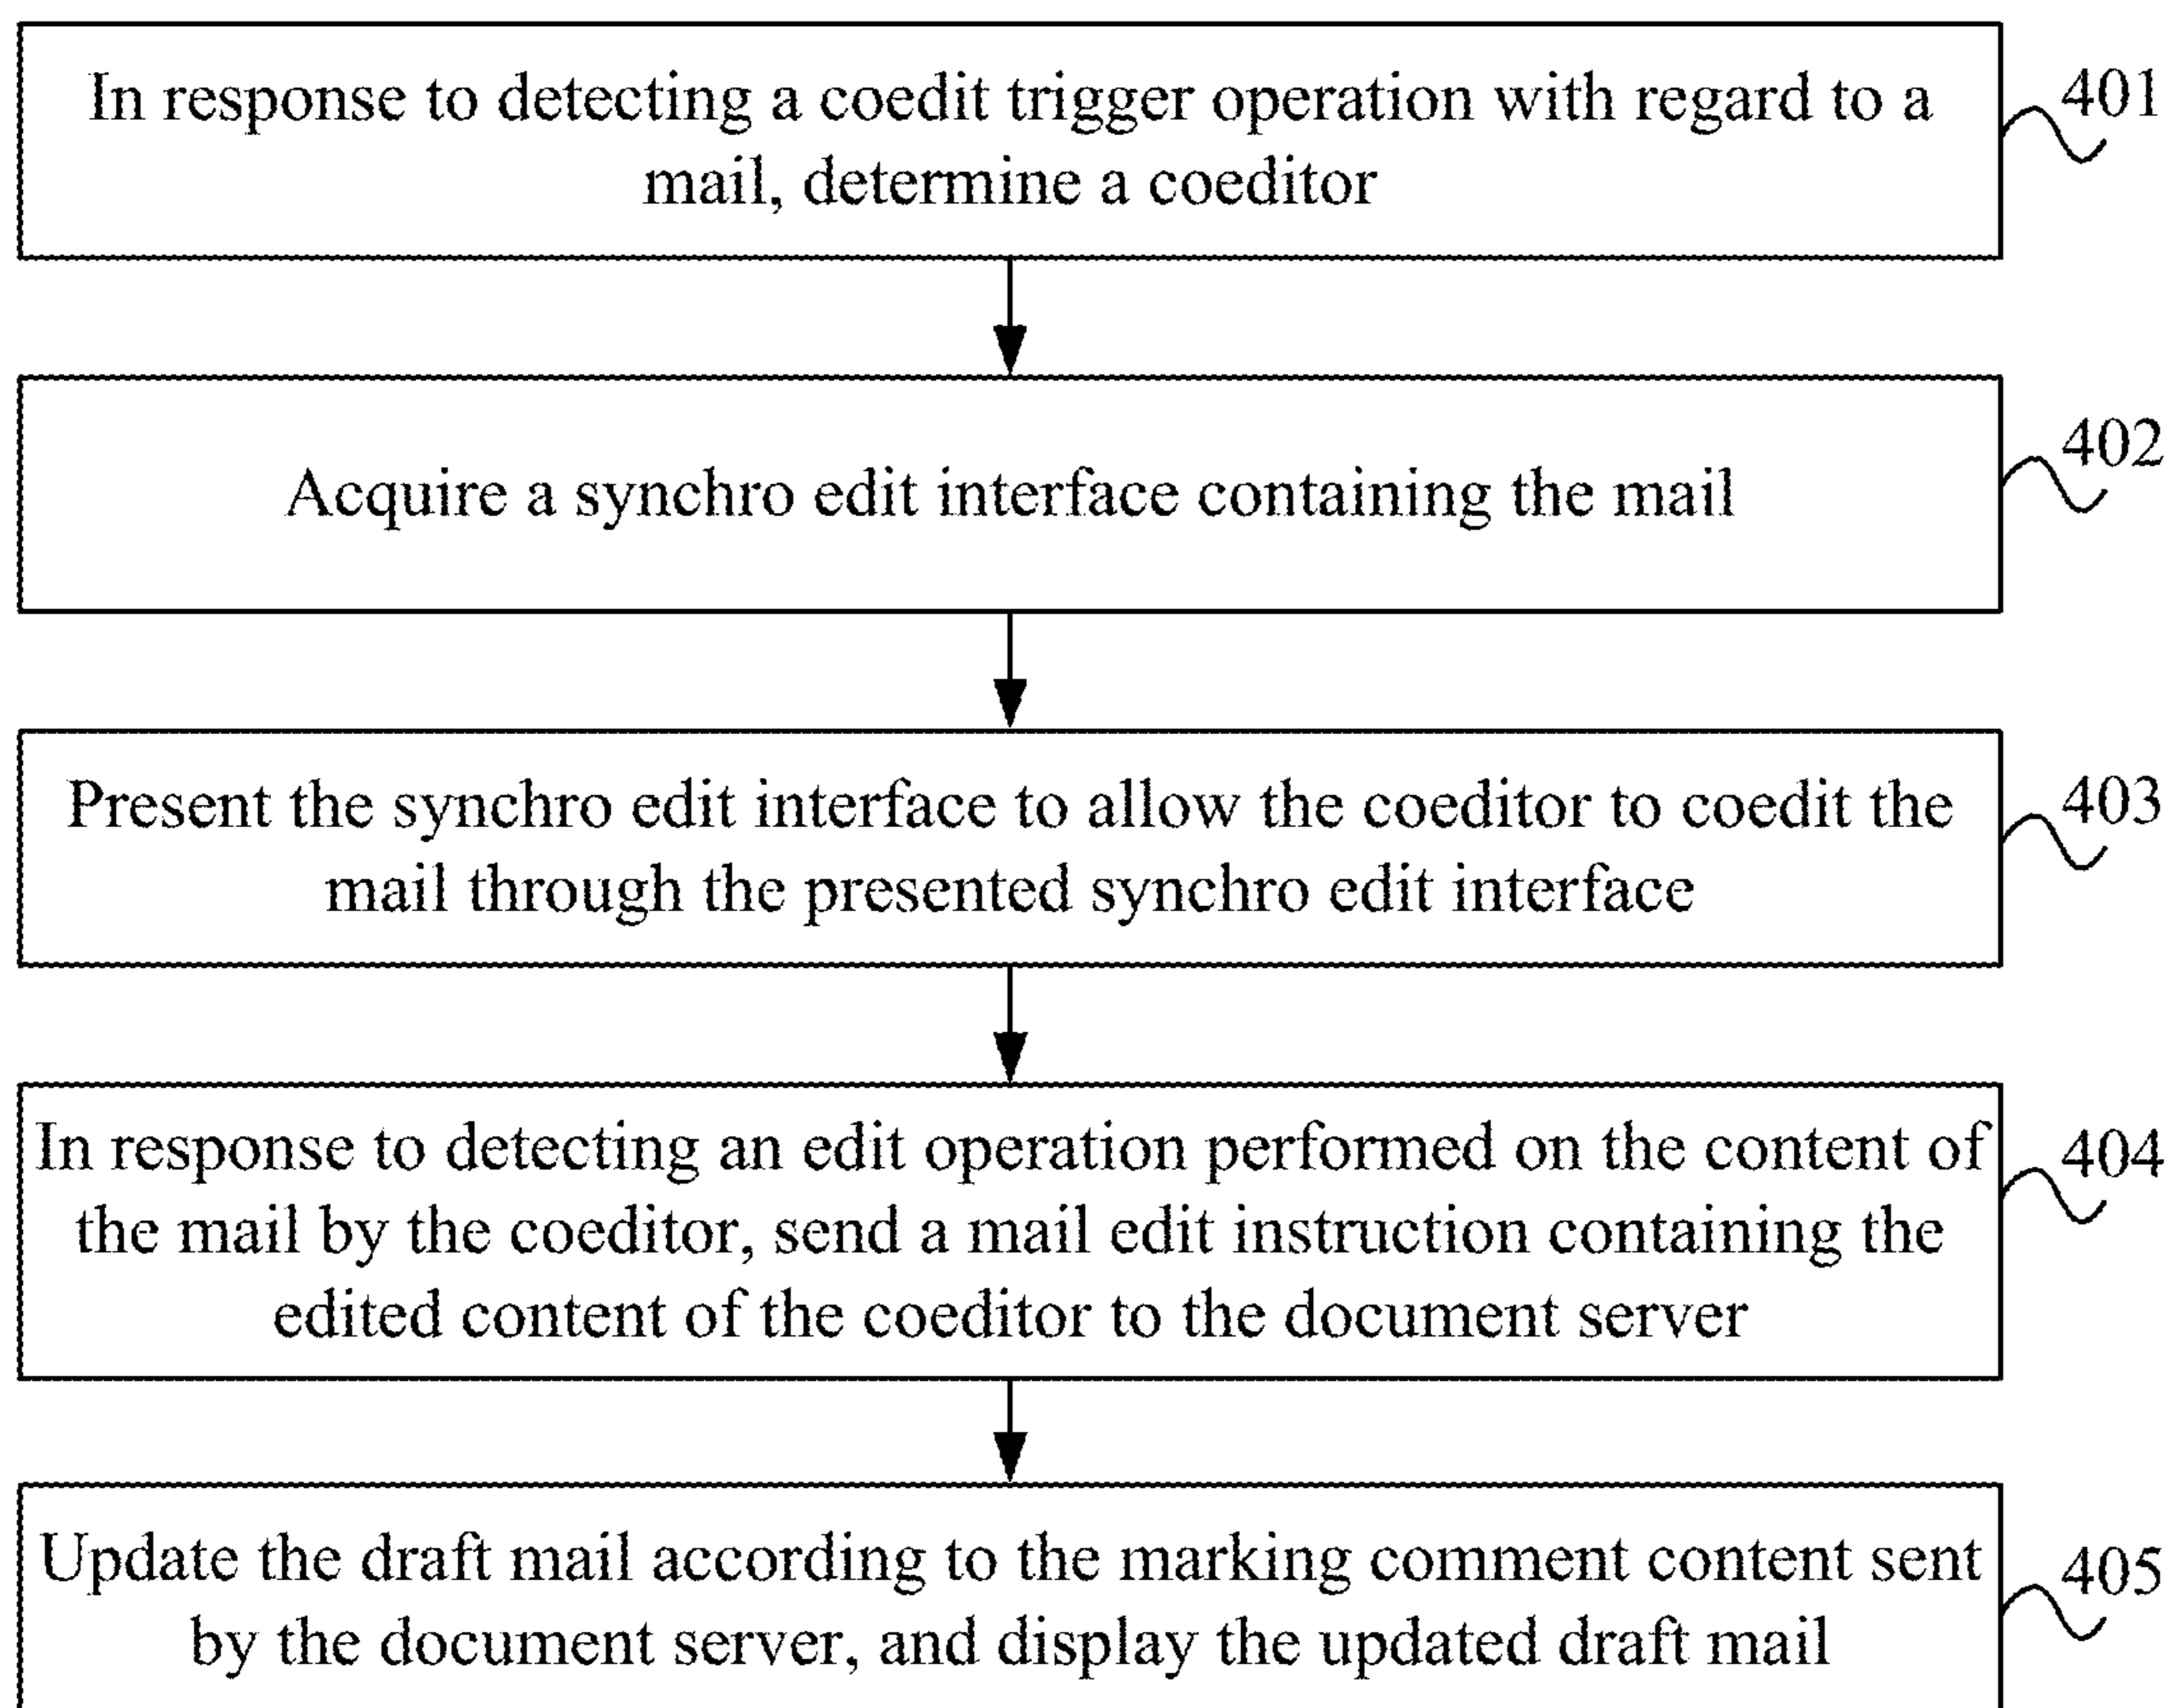 In response to detecting a coedit trigger operation with regard to a
mail, determine a coeditor
401
Acquire a synchro edit interface containing the mail
402
Present the synchro edit interface to allow the coeditor to coedit the
mail through the presented synchro edit interface
403
In response to detecting an edit operation performed on the content of
the mail by the coeditor, send a mail edit instruction containing the
edited content of the coeditor to the document server
404
Update the draft mail according to the marking comment content sent
by the document server, and display the updated draft mail
405